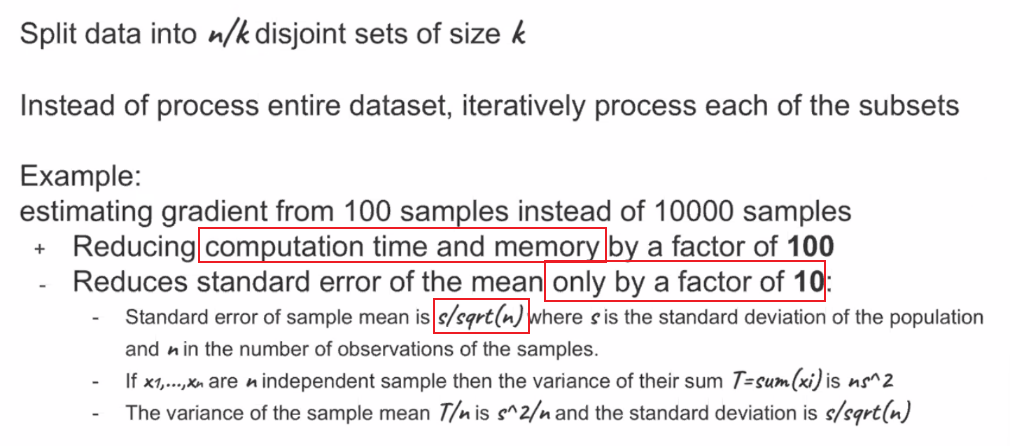 Split data into n/k disjoint sets of size k
Instead of process entire dataset, iteratively process each of the subsets
Example:
estimating gradient from 100 samples instead of 10000 samples
+ Reducing computation time and memory by a factor of 100
- Reduces standard error of the mean only by a factor of 10:
- Standard error of sample mean is s/sqrt(n) where s is the standard deviation of the population
and n in the number of observations of the samples.
- If x1,...,xn are n independent sample then the variance of their sum T=sum(xi) is ns^2
- The variance of the sample mean T/n is s^2/n and the standard deviation is s/sqrt(n)